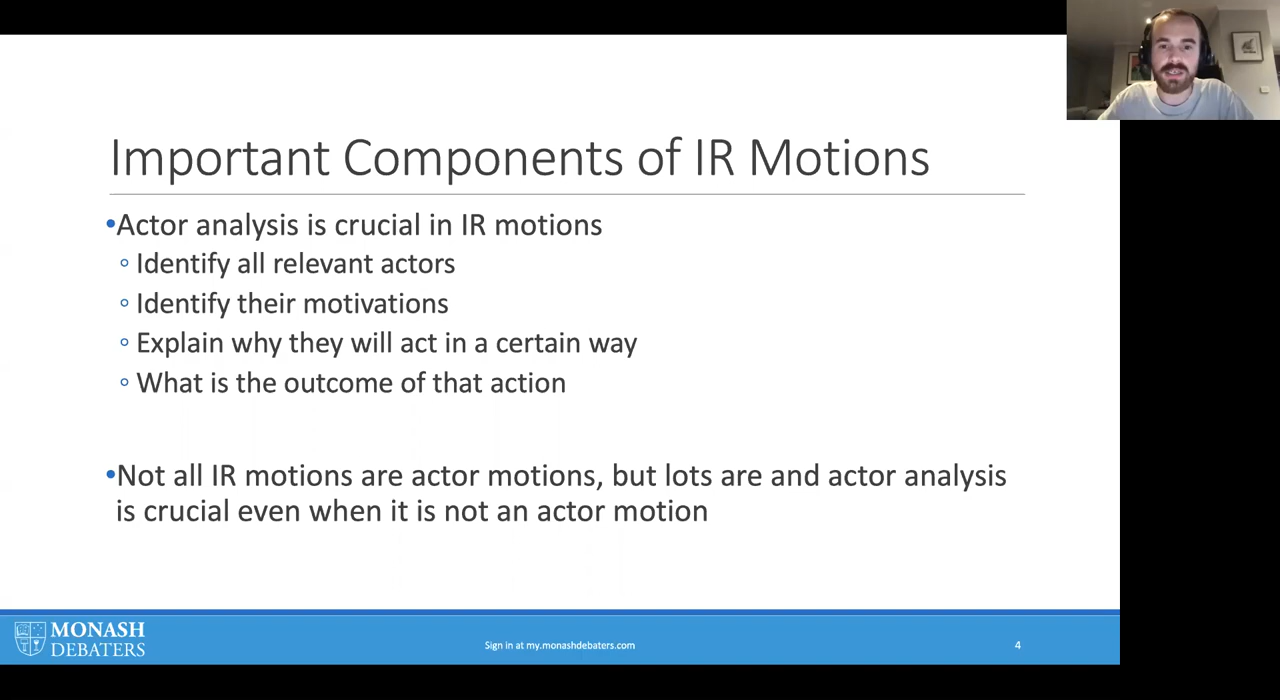 Important Components of IR Motions
•Actor analysis is crucial in IR motions
◦ Identify all relevant actors
◦ Identify their motivations
◦ Explain why they will act in a certain way
◦ What is the outcome of that action
•Not all IR motions are actor motions, but lots are and actor analysis
is crucial even when it is not an actor motion
MONASH
DEBATERS
Sign in at my.monashdebaters.com
4